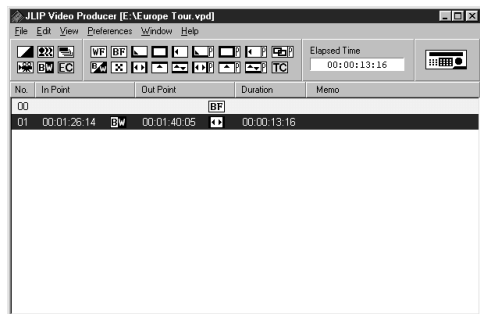 JLIP Video Producer [E:\Europe Tour.vpd]
File Edit View Preferences Window Help
WF BF P P P P Elapsed Time
BW EC B/W P P P TC 00:00:13:16
No. In Point Out Point Duration Memo
00 BF
01 00:01:26:14 BW 00:01:40:05 00:00:13:16